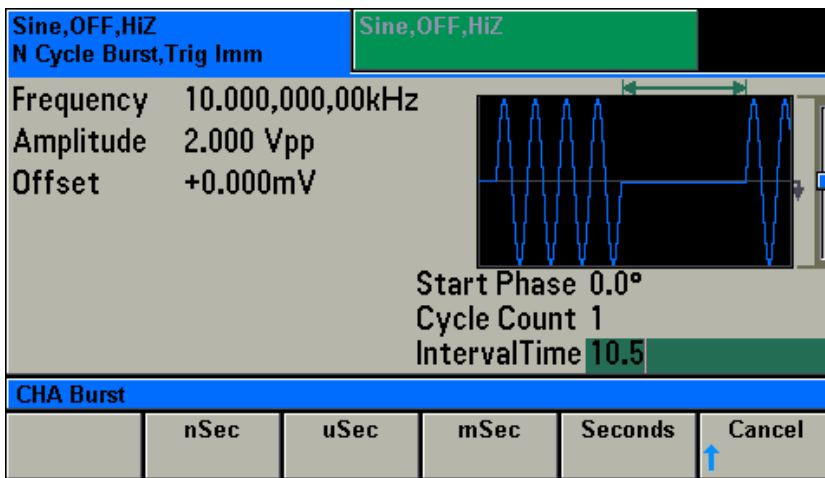 Sine,OFF,HiZ
N Cycle Burst,Trig Imm
Sine,OFF,HiZ
Frequency 10.000,000,00kHz
Amplitude 2.000 Vpp
Offset +0.000mV
Start Phase 0.0°
Cycle Count 1
IntervalTime 10.5
CHA Burst
nSec uSec mSec Seconds Cancel